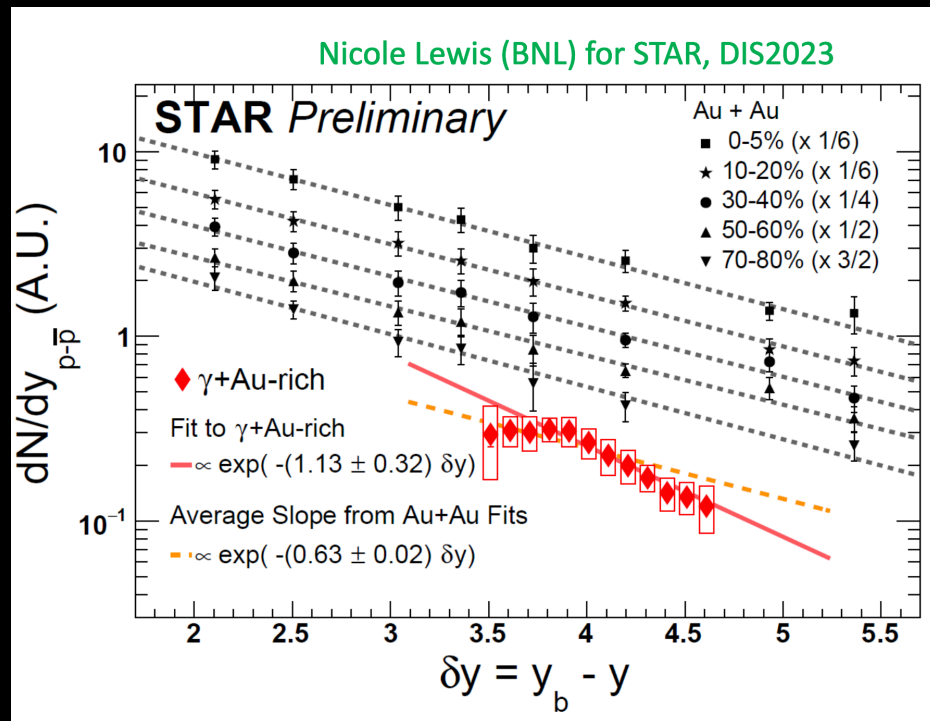 Nicole Lewis (BNL) for STAR, DIS2023
STAR Preliminary
Au + Au
0-5% (x 1/6)
10-20% (x 1/6)
30-40% (x 1/4)
50-60% (x 1/2)
70-80% (x 3/2)
10
1
10⁻¹
dN/dy p-p̅ (A.U.)
γ+Au-rich
Fit to γ+Au-rich
∝ exp( -(1.13 ± 0.32) δy)
Average Slope from Au+Au Fits
∝ exp( -(0.63 ± 0.02) δy)
2 2.5 3 3.5 4 4.5 5 5.5
δy = y_b - y